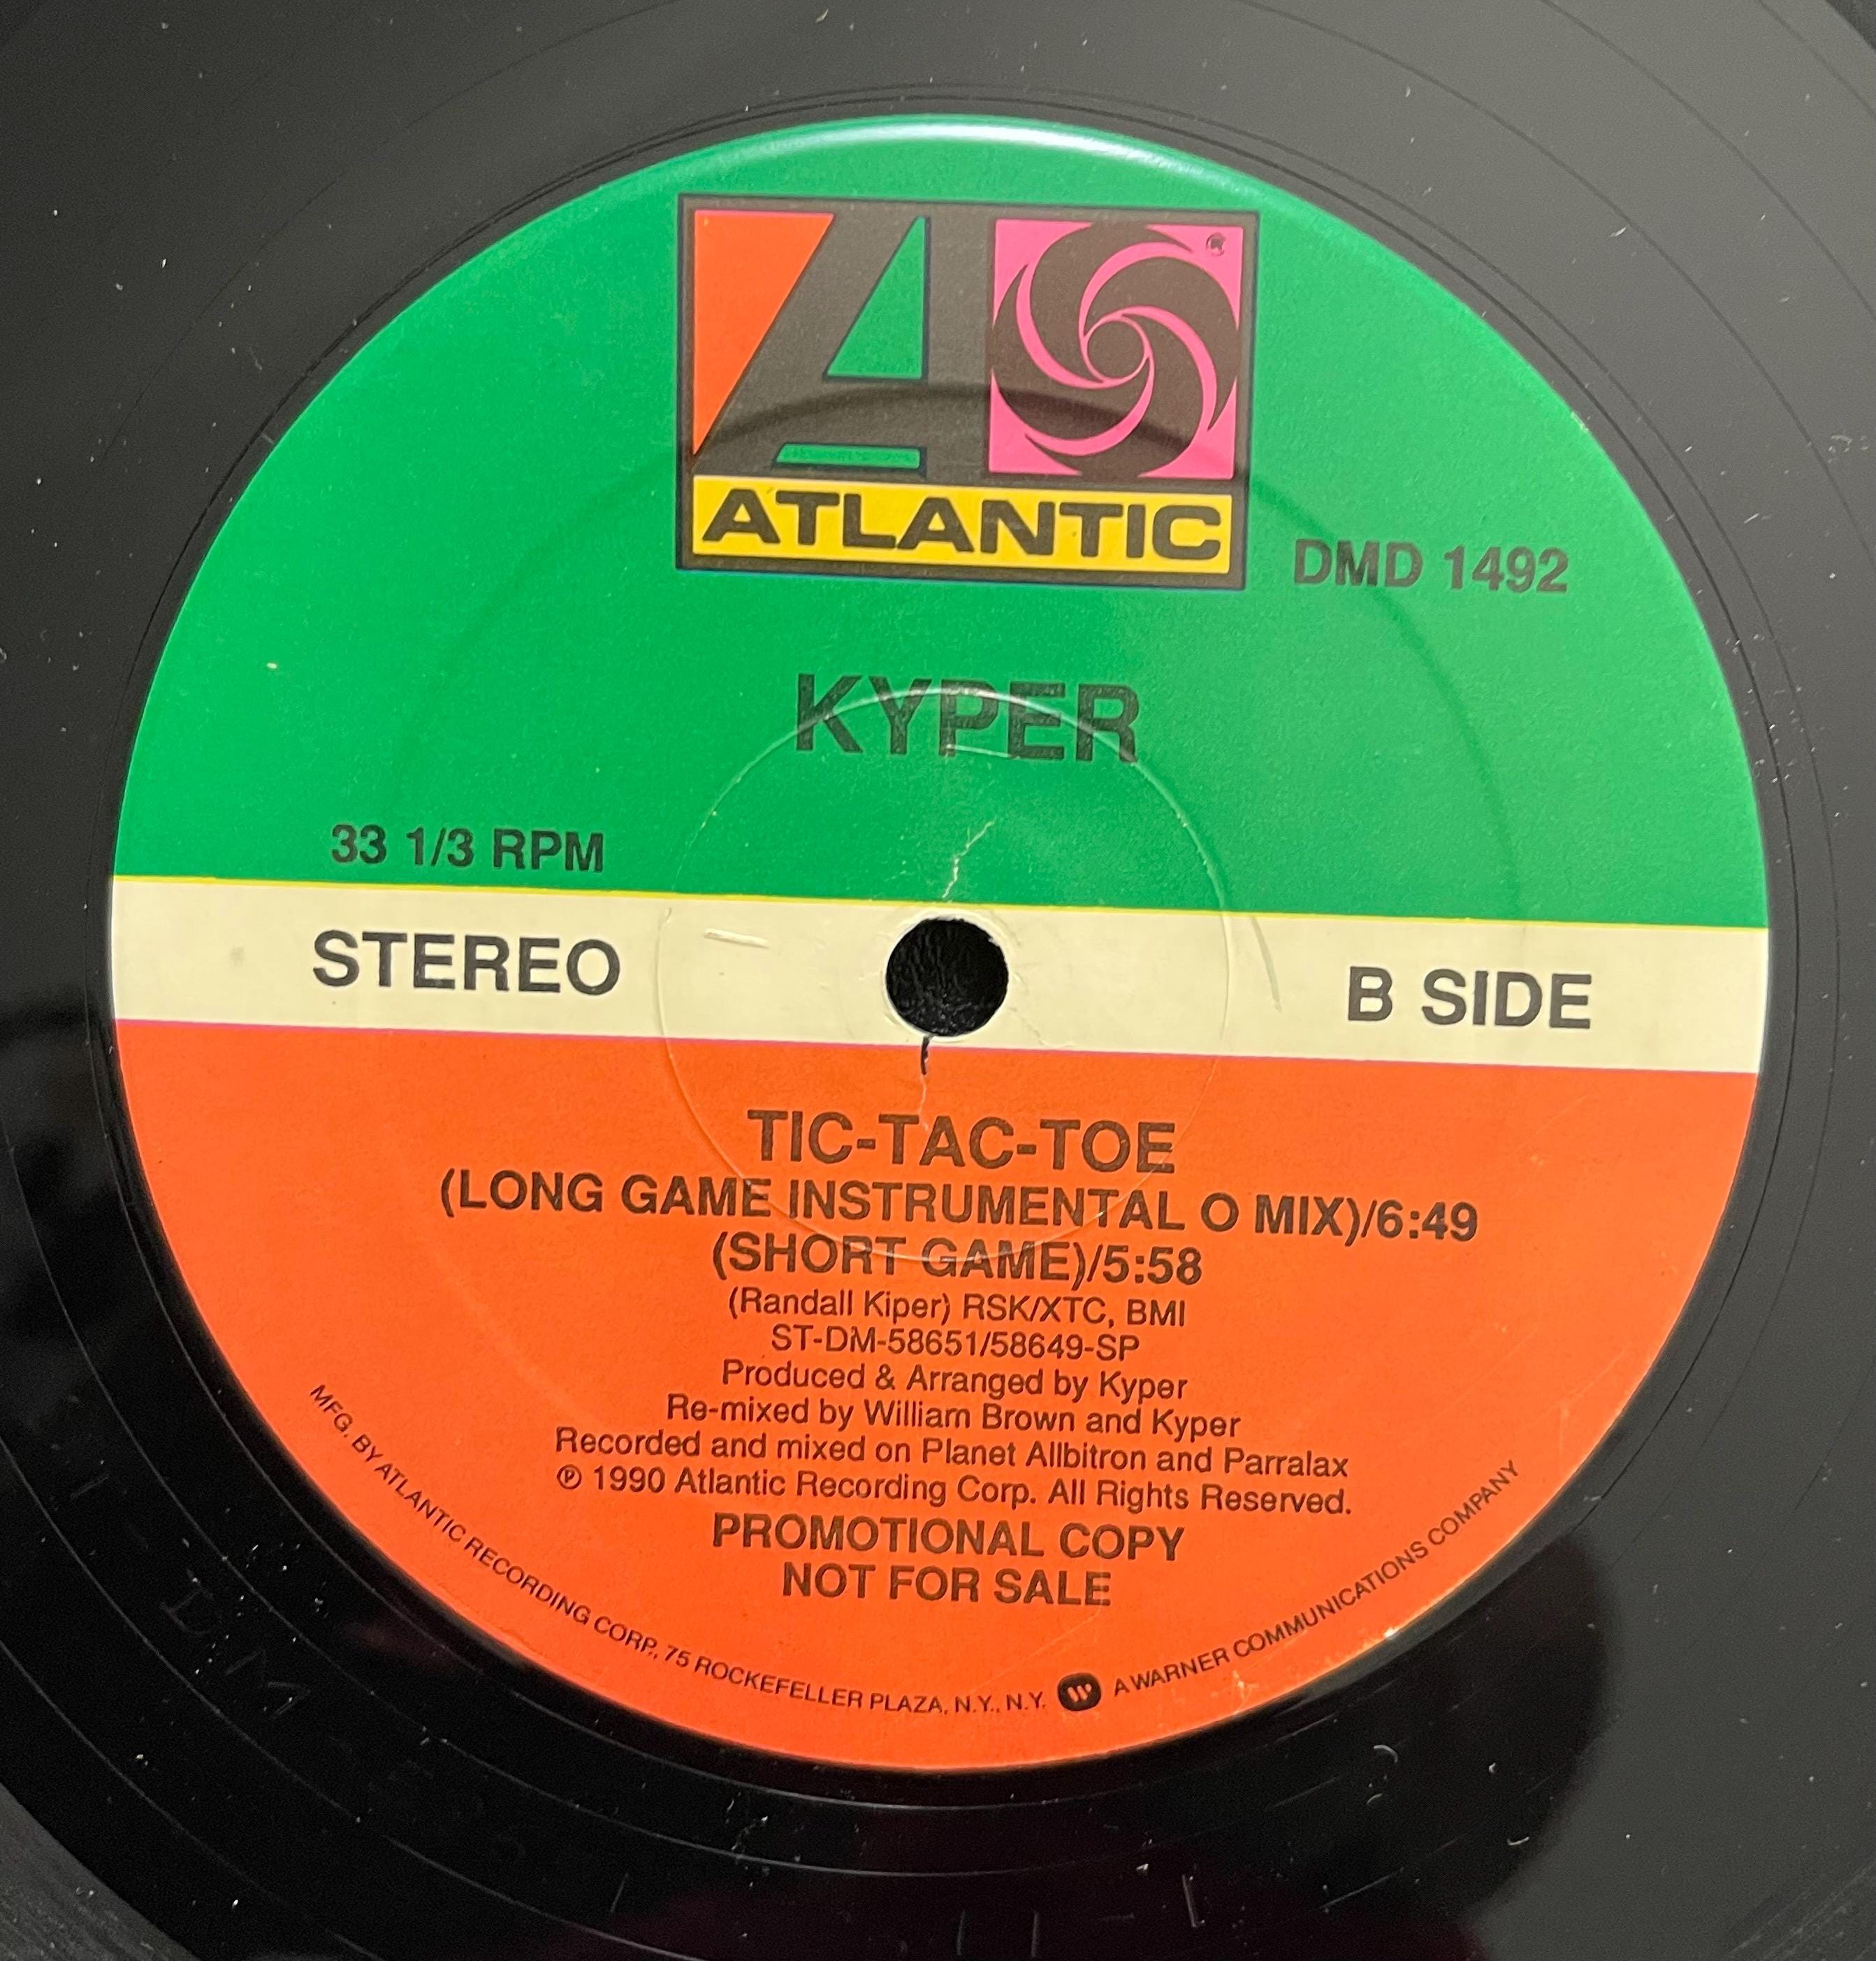 ATLANTIC
DMD 1492
KYPER
33 1/3 RPM
STEREO
B SIDE
TIC-TAC-TOE
(LONG GAME INSTRUMENTAL O MIX)/6:49
(SHORT GAME)/5:58
(Randall Kiper) RSK/XTC, BMI
ST-DM-58651/58649-SP
Produced & Arranged by Kyper
Re-mixed by William Brown and Kyper
Recorded and mixed on Planet Allbitron and Parralax
℗ 1990 Atlantic Recording Corp. All Rights Reserved.
PROMOTIONAL COPY
NOT FOR SALE
MFG. BY ATLANTIC RECORDING CORP., 75 ROCKEFELLER PLAZA, N.Y., N.Y. A WARNER COMMUNICATIONS COMPANY